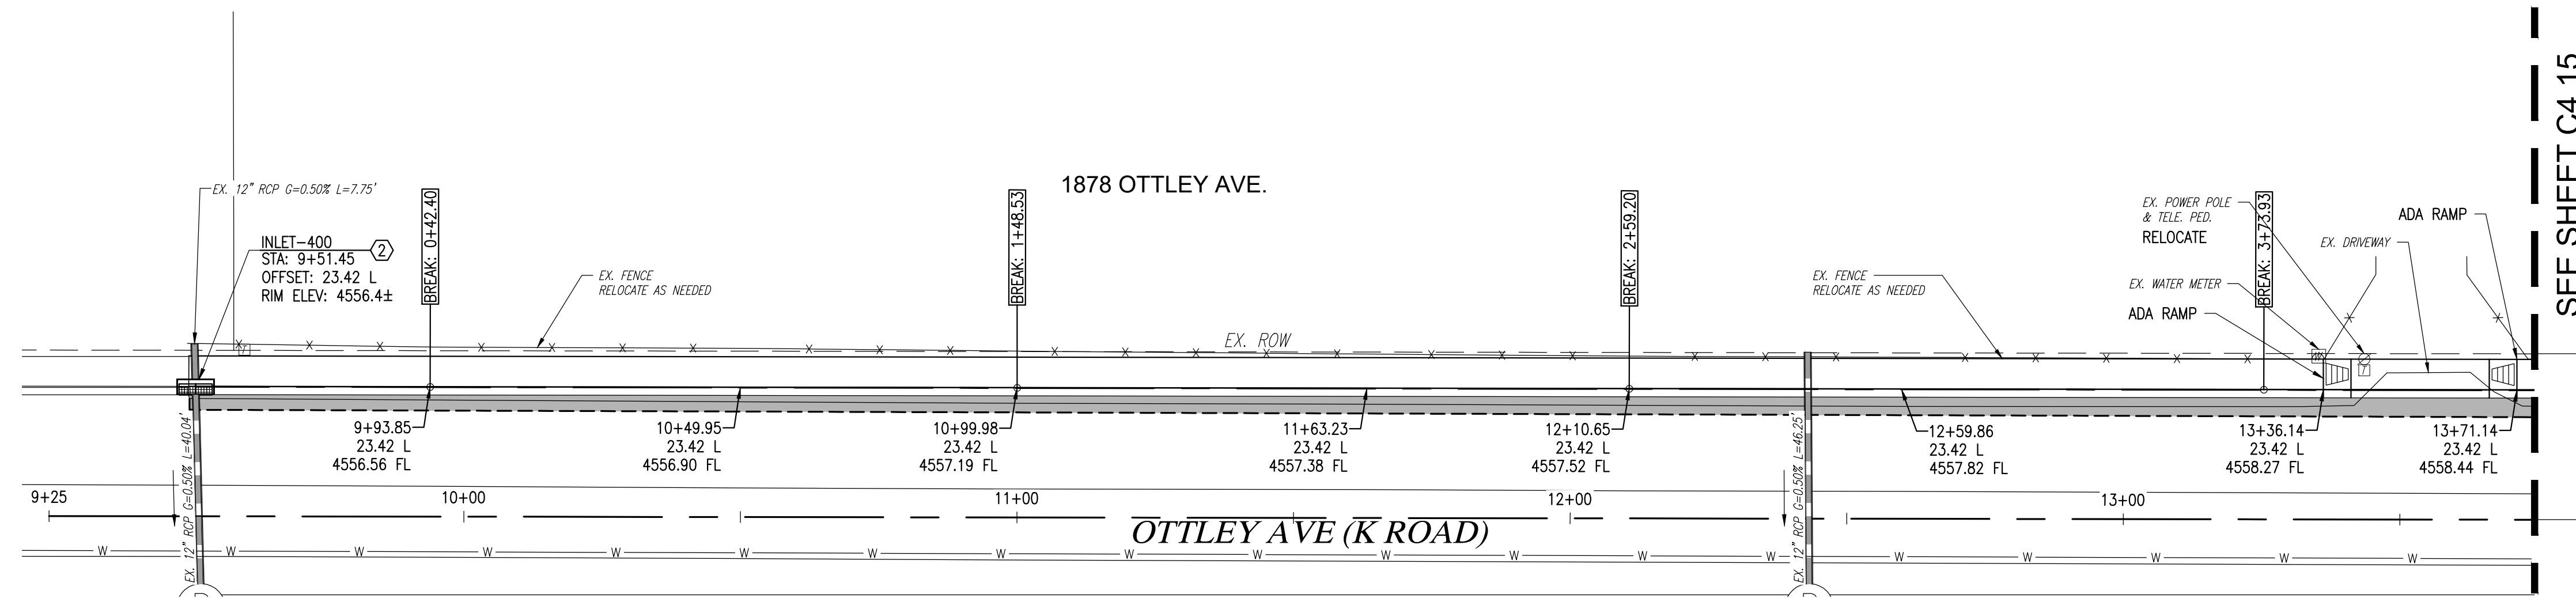 SEE SHEET C4.15
1878 OTTLEY AVE.
EX. 12" RCP G=0.50% L=7.75'
INLET-400
2
STA: 9+51.45
OFFSET: 23.42 L
RIM ELEV: 4556.4±
BREAK: 0+42.40
EX. FENCE
RELOCATE AS NEEDED
BREAK: 1+48.53
EX. ROW
BREAK: 2+59.20
EX. FENCE
RELOCATE AS NEEDED
EX. POWER POLE
& TELE. PED.
RELOCATE
BREAK: 3+73.93
EX. WATER METER
ADA RAMP
EX. DRIVEWAY
ADA RAMP
9+93.85
23.42 L
4556.56 FL
10+49.95
23.42 L
4556.90 FL
10+99.98
23.42 L
4557.19 FL
11+63.23
23.42 L
4557.38 FL
12+10.65
23.42 L
4557.52 FL
12+59.86
23.42 L
4557.82 FL
13+36.14
23.42 L
4558.27 FL
13+71.14
23.42 L
4558.44 FL
EX. 12" RCP G=0.50% L=40.04'
EX. 12" RCP G=0.50% L=46.25'
9+25
10+00
11+00
12+00
13+00
OTTLEY AVE (K ROAD)
W W W W W W W W W W W W W W W W W W W